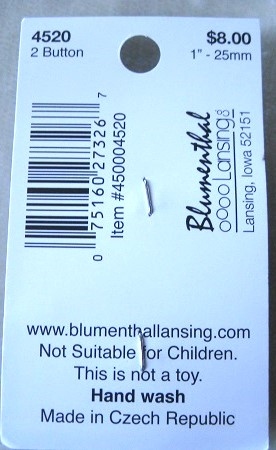 4520
2 Button
$8.00
1" - 25mm
0 75160 27326 7
Item #450004520
Blumenthal
Lansing Co
Lansing, Iowa 52151
www.blumenthallansing.com
Not Suitable for Children.
This is not a toy.
Hand wash
Made in Czech Republic